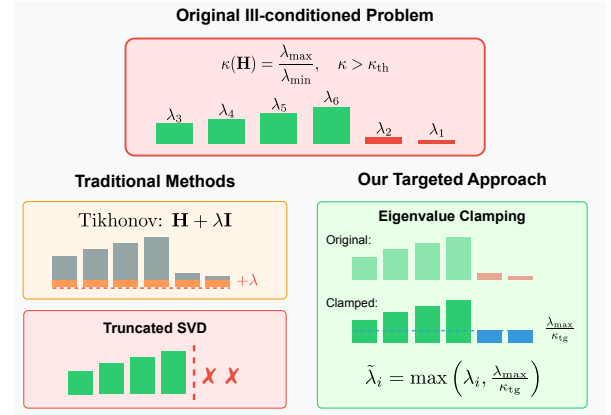 Original Ill-conditioned Problem
κ(H) = λmax / λmin, κ > κth
λ3 λ4 λ5 λ6 λ2 λ1
Traditional Methods
Tikhonov: H + λI
+λ
Truncated SVD
✗ ✗
Our Targeted Approach
Eigenvalue Clamping
Original:
Clamped:
λmax / κtg
λ̃i = max (λi, λmax / κtg)